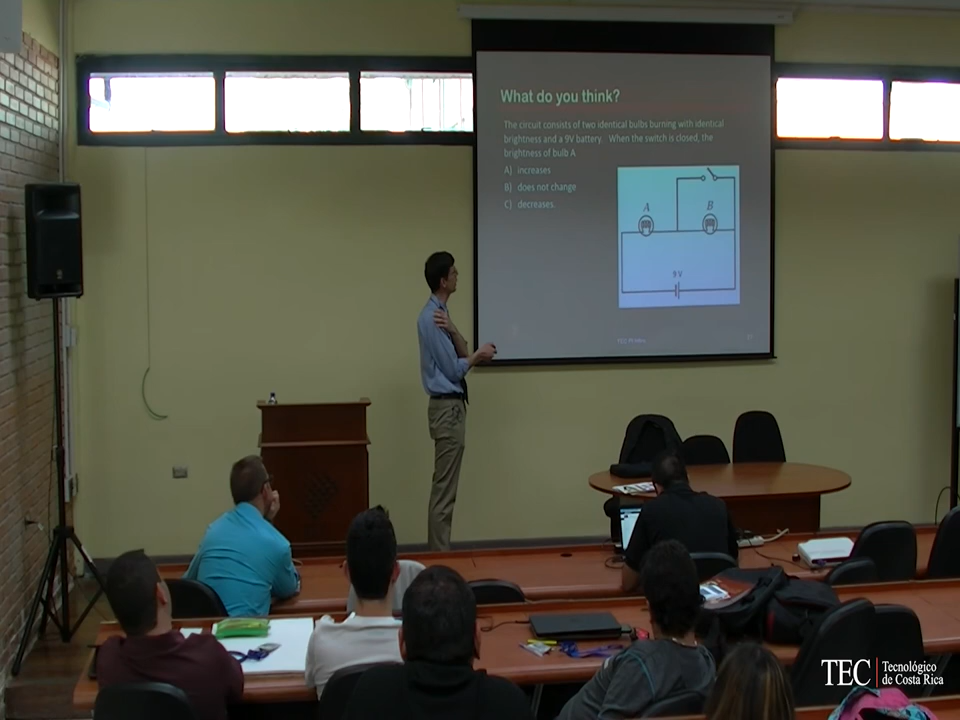 What do you think?
The circuit consists of two identical bulbs burning with identical
brightness and a 9V battery. When the switch is closed, the
brightness of bulb A
A) increases
B) does not change
C) decreases.
A
B
9 V
TEC
Tecnológico
de Costa Rica